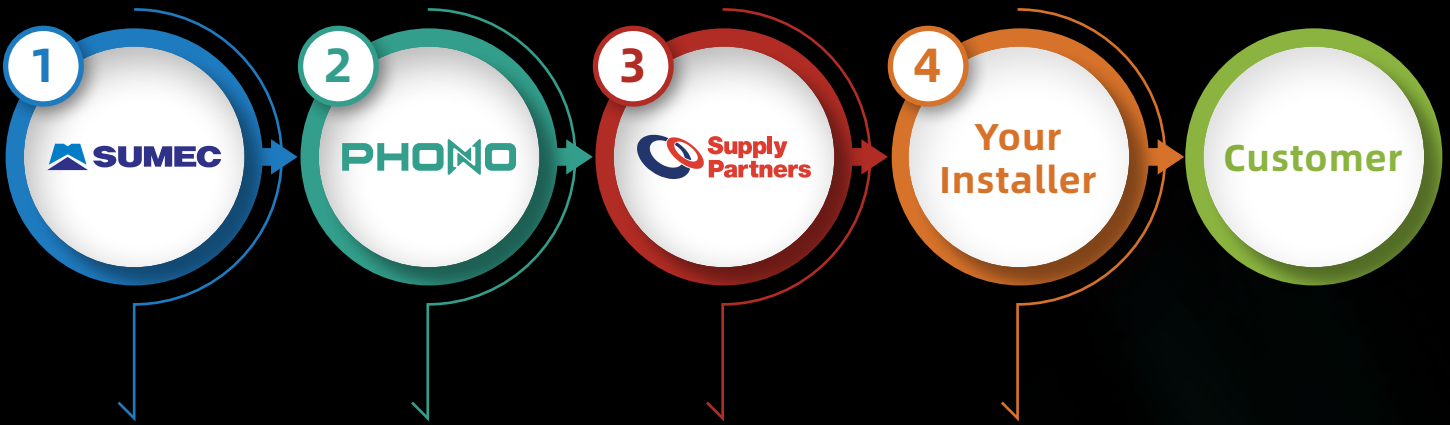 1
SUMEC
2
PHONO
3
Supply
Partners
4
Your
Installer
Customer